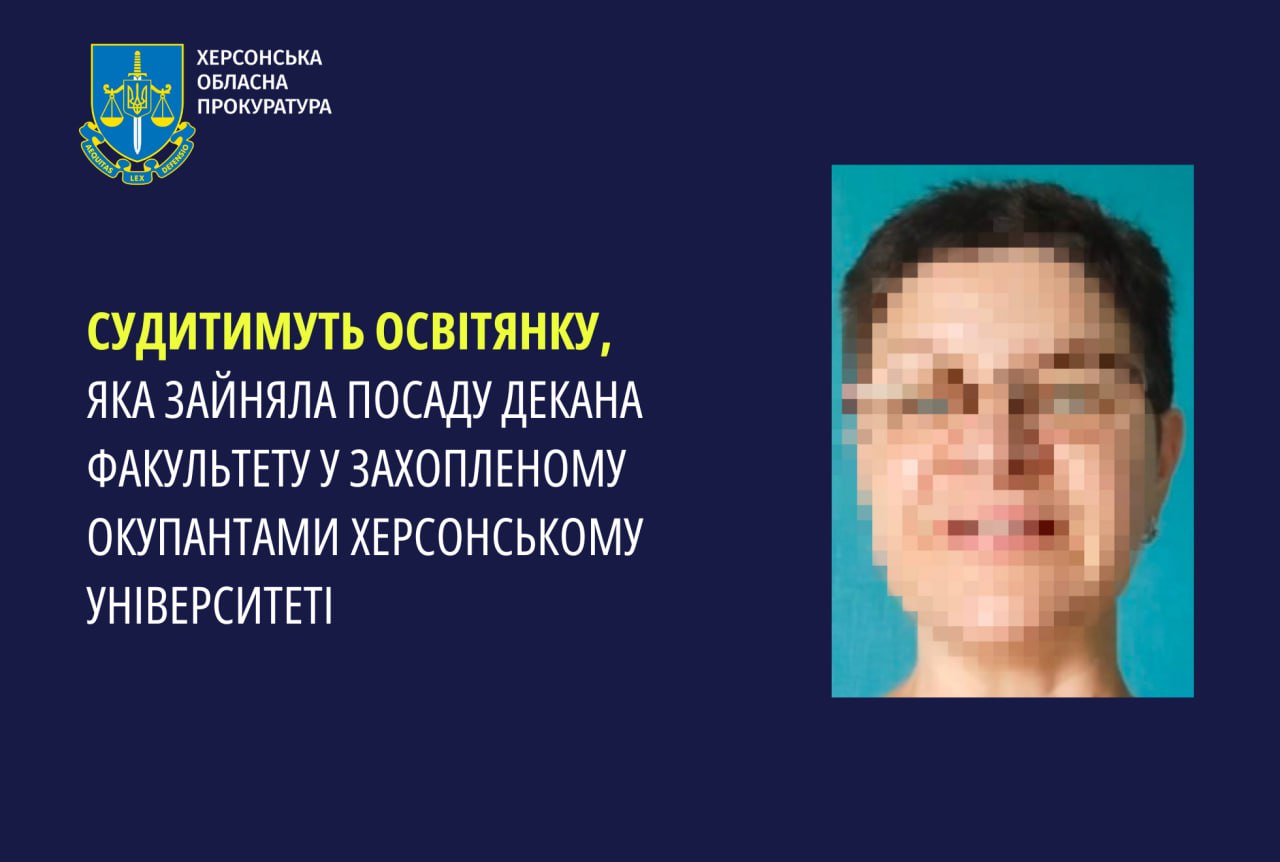 ХЕРСОНСЬКА
ОБЛАСНА
ПРОКУРАТУРА
AEQUITAS
LEX
DEFENSIO
СУДИТИМУТЬ ОСВІТЯНКУ,
ЯКА ЗАЙНЯЛА ПОСАДУ ДЕКАНА
ФАКУЛЬТЕТУ У ЗАХОПЛЕНОМУ
ОКУПАНТАМИ ХЕРСОНСЬКОМУ
УНІВЕРСИТЕТІ